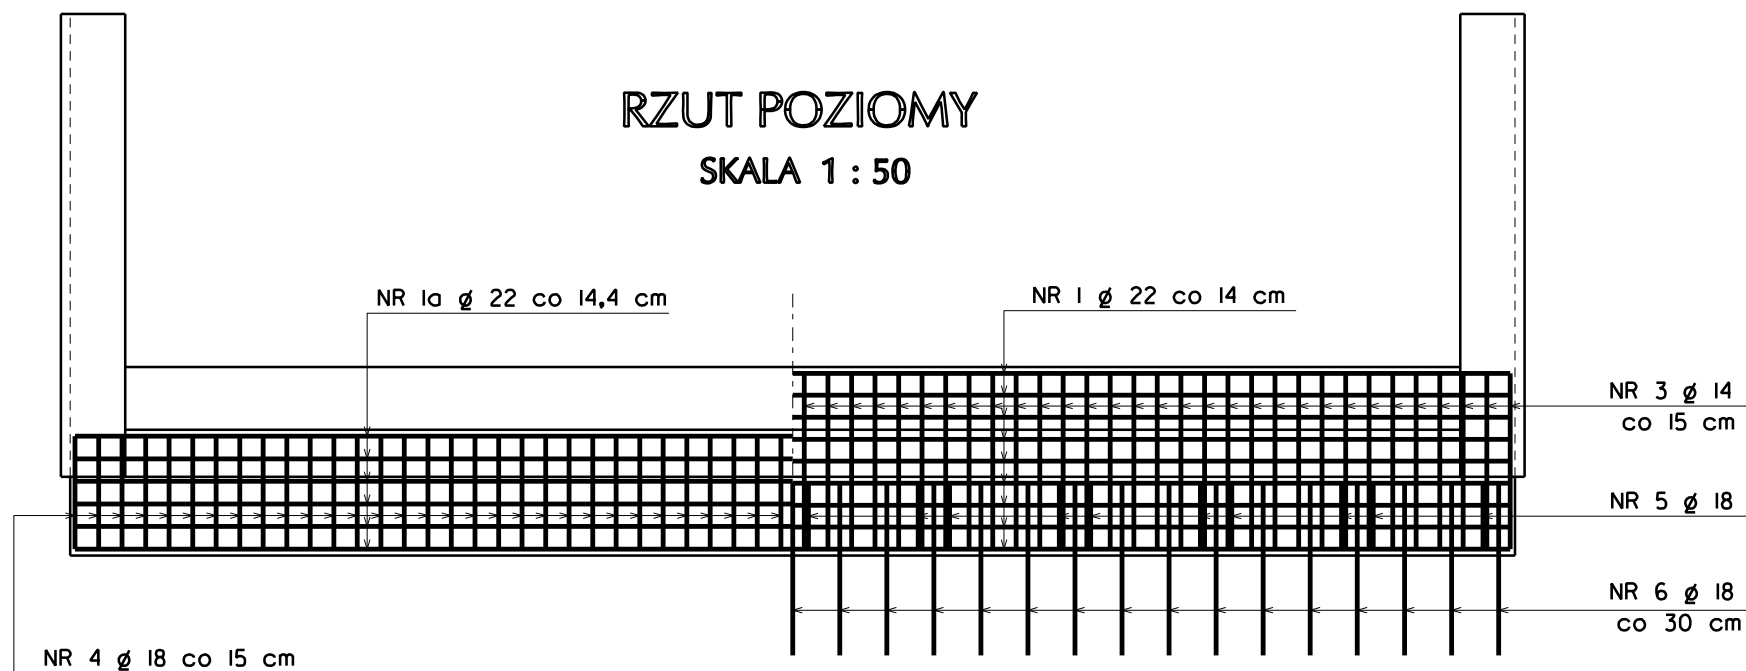 RZUT POZIOMY
SKALA 1 : 50
NR 1a ø 22 co 14,4 cm
NR 1 ø 22 co 14 cm
NR 3 ø 14
co 15 cm
NR 5 ø 18
NR 6 ø 18
co 30 cm
NR 4 ø 18 co 15 cm